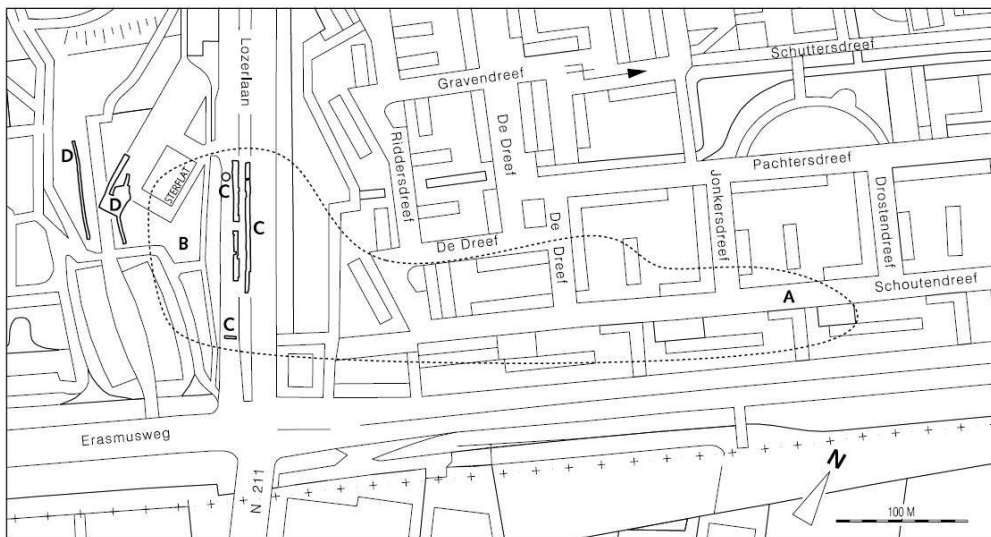 Lozerlaan
Schuttersdreef
Gravendreef
Riddersdreef
De Dreef
Pachtersdreef
D
STERFLAT
C
D
B
C
De Dreef
De Dreef
Jonkersdreef
Drostendreef
Schoutendreef
A
C
Erasmusweg
N 211
N
100 M